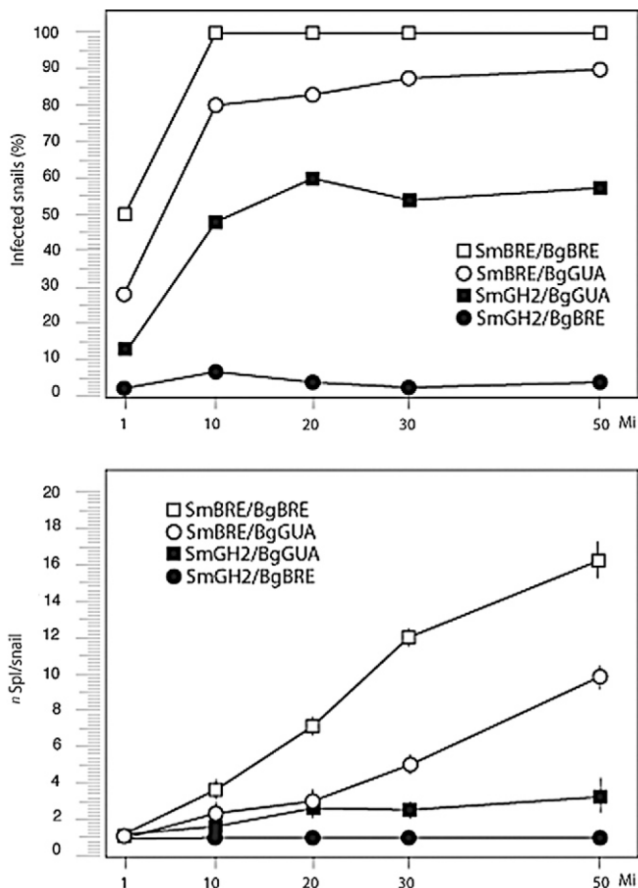 100
90
80
70
60
50
40
30
20
10
0
Infected snails (%)
SmBRE/BgBRE
SmBRE/BgGUA
SmGH2/BgGUA
SmGH2/BgBRE
1 10 20 30 50 Mi
20
18
16
14
12
10
8
6
4
2
0
n Spl/snail
SmBRE/BgBRE
SmBRE/BgGUA
SmGH2/BgGUA
SmGH2/BgBRE
1 10 20 30 50 Mi